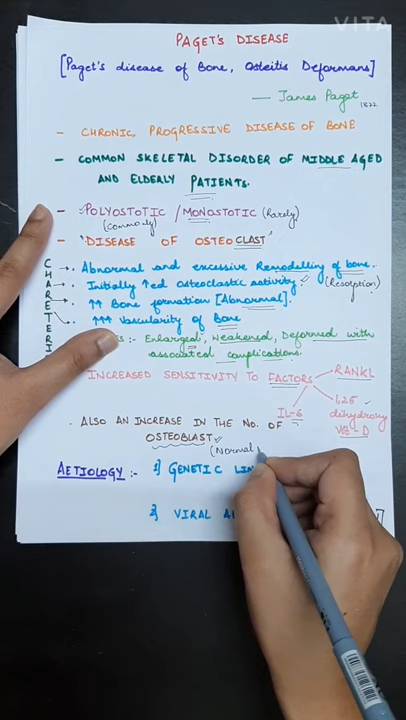 VITA
PAGET'S DISEASE
[Paget's disease of Bone, Osteitis Deformans]
— James Paget 1877
- CHRONIC, PROGRESSIVE DISEASE OF BONE
- COMMON SKELETAL DISORDER OF MIDDLE AGED
AND ELDERLY PATIENTS.
- POLYOSTOTIC / MONOSTOTIC (Rarely)
(commonly)
- 'DISEASE OF OSTEOCLAST'
Abnormal and excessive Remodelling of bone.
Initially ↑ed osteoclastic activity (Resorption)
↑↑ Bone formation [Abnormal].
↑↑↑ Vascularity of Bone
:- Enlarged, Weakened, Deformed with
associated complications.
INCREASED SENSITIVITY TO FACTORS RANKL
IL-6
1,25
dihydroxy
Vit-D
. ALSO AN INCREASE IN THE NO. OF
OSTEOBLAST
(Normal)
AETIOLOGY :- 1) GENETIC
2) VIRAL